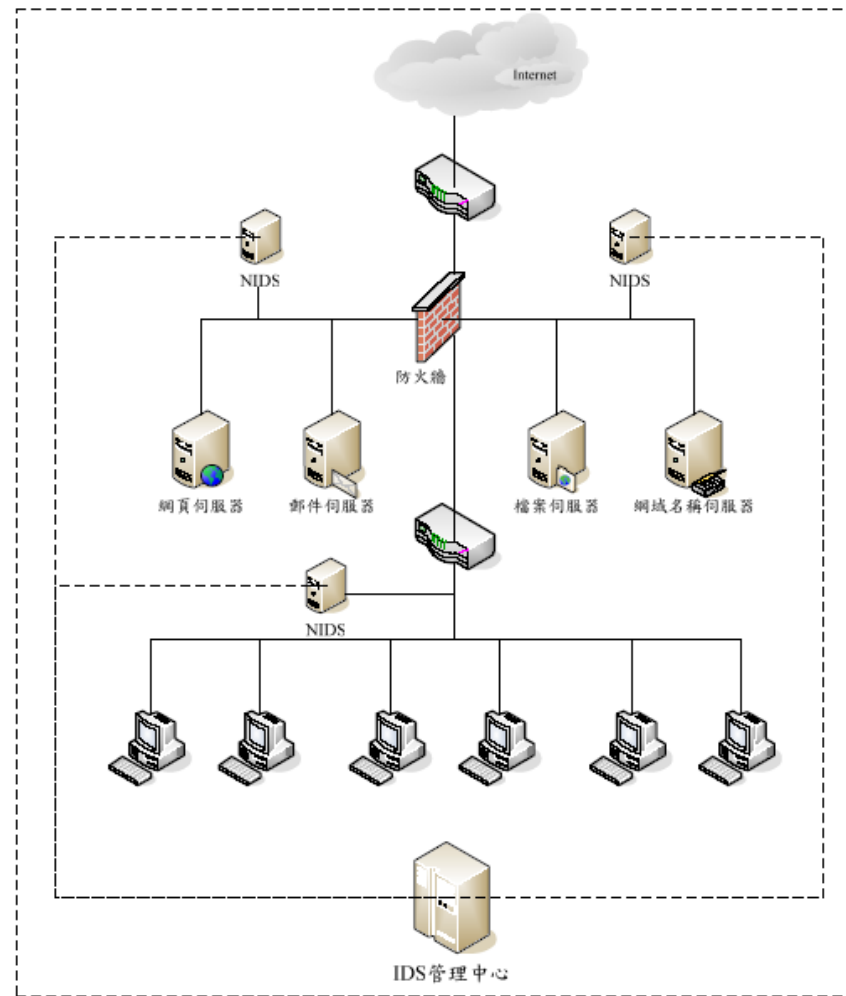 Internet
NIDS
NIDS
防火牆
網頁伺服器
郵件伺服器
檔案伺服器
網域名稱伺服器
NIDS
IDS管理中心